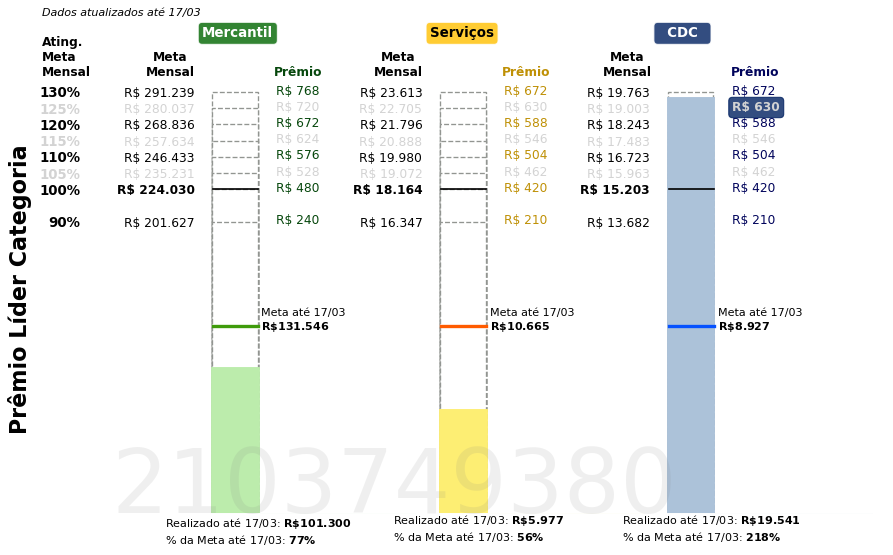 Dados atualizados até 17/03
Mercantil Serviços CDC
Ating. Meta Mensal
Meta Mensal Prêmio Meta Mensal Prêmio Meta Mensal Prêmio
130% R$ 291.239 R$ 768 R$ 23.613 R$ 672 R$ 19.763 R$ 672
125% R$ 280.037 R$ 720 R$ 22.705 R$ 630 R$ 19.003 R$ 630
120% R$ 268.836 R$ 672 R$ 21.796 R$ 588 R$ 18.243 R$ 588
115% R$ 257.634 R$ 624 R$ 20.888 R$ 546 R$ 17.483 R$ 546
110% R$ 246.433 R$ 576 R$ 19.980 R$ 504 R$ 16.723 R$ 504
105% R$ 235.231 R$ 528 R$ 19.072 R$ 462 R$ 15.963 R$ 462
100% R$ 224.030 R$ 480 R$ 18.164 R$ 420 R$ 15.203 R$ 420
90% R$ 201.627 R$ 240 R$ 16.347 R$ 210 R$ 13.682 R$ 210
Prêmio Líder Categoria
Meta até 17/03 Meta até 17/03 Meta até 17/03
R$131.546 R$10.665 R$8.927
2103749380
Realizado até 17/03: R$101.300 Realizado até 17/03: R$5.977 Realizado até 17/03: R$19.541
% da Meta até 17/03: 77% % da Meta até 17/03: 56% % da Meta até 17/03: 218%